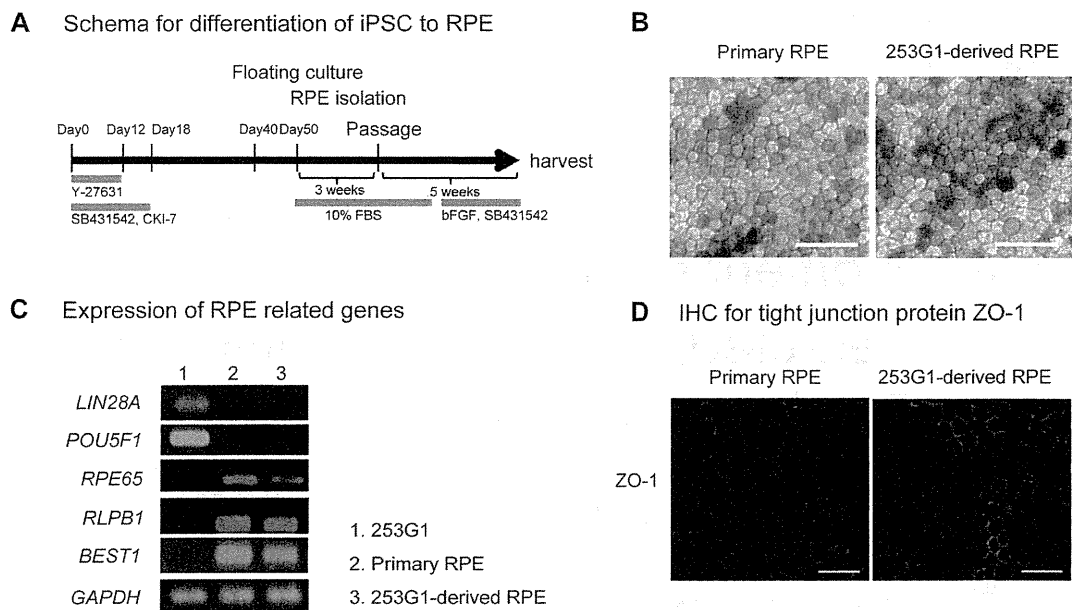 A Schema for differentiation of iPSC to RPE
Floating culture
RPE isolation
Day0 Day12 Day18 Day40 Day50 Passage
harvest
3 weeks 5 weeks
Y-27631
SB431542, CKI-7 10% FBS bFGF, SB431542
B
Primary RPE 253G1-derived RPE
C Expression of RPE related genes
1 2 3
LIN28A
POU5F1
RPE65
RLPB1
BEST1
GAPDH
1. 253G1
2. Primary RPE
3. 253G1-derived RPE
D IHC for tight junction protein ZO-1
Primary RPE 253G1-derived RPE
ZO-1